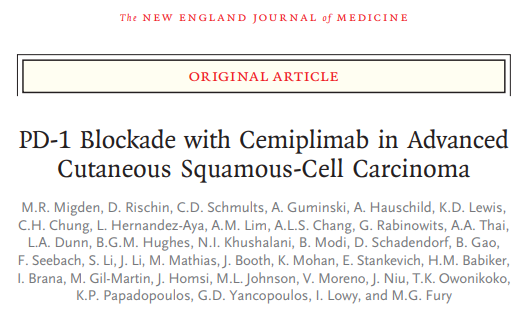 The NEW ENGLAND JOURNAL of MEDICINE
ORIGINAL ARTICLE
PD-1 Blockade with Cemiplimab in Advanced
Cutaneous Squamous-Cell Carcinoma
M.R. Migden, D. Rischin, C.D. Schmults, A. Guminski, A. Hauschild, K.D. Lewis,
C.H. Chung, L. Hernandez-Aya, A.M. Lim, A.L.S. Chang, G. Rabinowits, A.A. Thai,
L.A. Dunn, B.G.M. Hughes, N.I. Khushalani, B. Modi, D. Schadendorf, B. Gao,
F. Seebach, S. Li, J. Li, M. Mathias, J. Booth, K. Mohan, E. Stankevich, H.M. Babiker,
I. Brana, M. Gil-Martin, J. Homsi, M.L. Johnson, V. Moreno, J. Niu, T.K. Owonikoko,
K.P. Papadopoulos, G.D. Yancopoulos, I. Lowy, and M.G. Fury